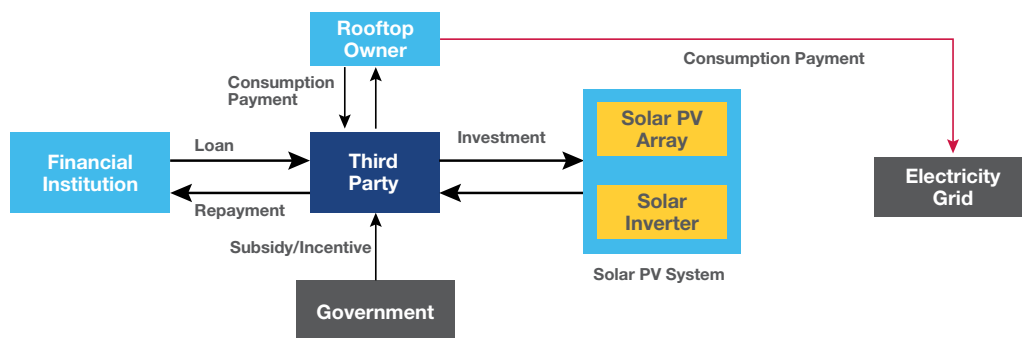 Rooftop
Owner
Consumption Payment
Consumption
Payment
Solar PV
Array
Loan
Investment
Financial
Institution
Third
Party
Electricity
Grid
Repayment
Solar
Inverter
Subsidy/Incentive
Solar PV System
Government